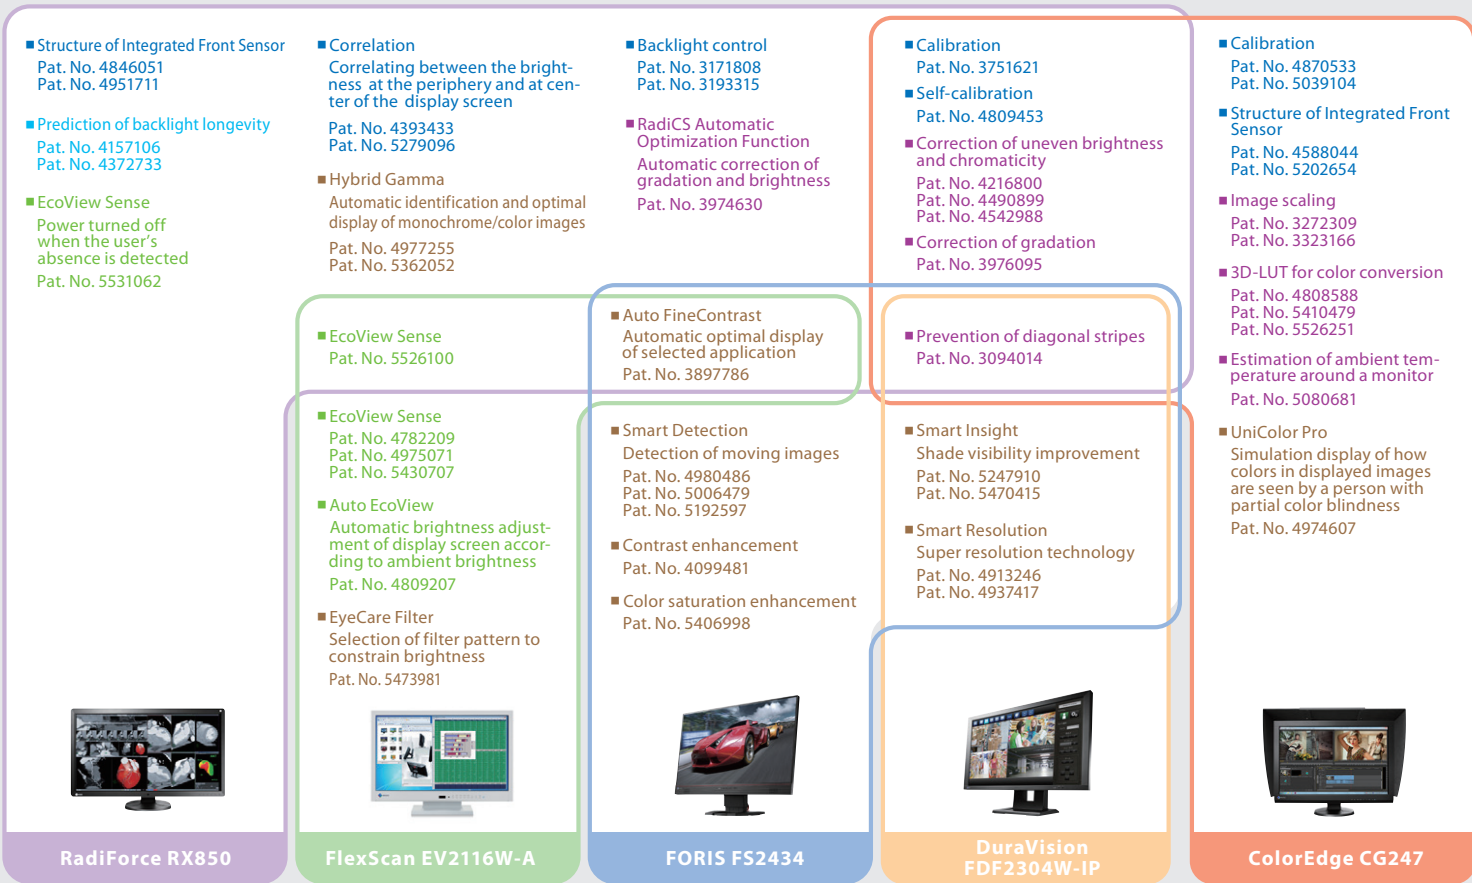 ■ Structure of Integrated Front Sensor
Pat. No. 4846051
Pat. No. 4951711
■ Prediction of backlight longevity
Pat. No. 4157106
Pat. No. 4372733
■ EcoView Sense
Power turned off
when the user's
absence is detected
Pat. No. 5531062
■ Correlation
Correlating between the bright-
ness at the periphery and at cen-
ter of the display screen
Pat. No. 4393433
Pat. No. 5279096
■ Hybrid Gamma
Automatic identification and optimal
display of monochrome/color images
Pat. No. 4977255
Pat. No. 5362052
■ EcoView Sense
Pat. No. 5526100
■ EcoView Sense
Pat. No. 4782209
Pat. No. 4975071
Pat. No. 5430707
■ Auto EcoView
Automatic brightness adjust-
ment of display screen accor-
ding to ambient brightness
Pat. No. 4809207
■ EyeCare Filter
Selection of filter pattern to
constrain brightness
Pat. No. 5473981
■ Backlight control
Pat. No. 3171808
Pat. No. 3193315
■ RadiCS Automatic
Optimization Function
Automatic correction of
gradation and brightness
Pat. No. 3974630
■ Auto FineContrast
Automatic optimal display
of selected application
Pat. No. 3897786
■ Smart Detection
Detection of moving images
Pat. No. 4980486
Pat. No. 5006479
Pat. No. 5192597
■ Contrast enhancement
Pat. No. 4099481
■ Color saturation enhancement
Pat. No. 5406998
■ Calibration
Pat. No. 3751621
■ Self-calibration
Pat. No. 4809453
■ Correction of uneven brightness
and chromaticity
Pat. No. 4216800
Pat. No. 4490899
Pat. No. 4542988
■ Correction of gradation
Pat. No. 3976095
■ Prevention of diagonal stripes
Pat. No. 3094014
■ Smart Insight
Shade visibility improvement
Pat. No. 5247910
Pat. No. 5470415
■ Smart Resolution
Super resolution technology
Pat. No. 4913246
Pat. No. 4937417
■ Calibration
Pat. No. 4870533
Pat. No. 5039104
■ Structure of Integrated Front
Sensor
Pat. No. 4588044
Pat. No. 5202654
■ Image scaling
Pat. No. 3272309
Pat. No. 3323166
■ 3D-LUT for color conversion
Pat. No. 4808588
Pat. No. 5410479
Pat. No. 5526251
■ Estimation of ambient tem-
perature around a monitor
Pat. No. 5080681
■ UniColor Pro
Simulation display of how
colors in displayed images
are seen by a person with
partial color blindness
Pat. No. 4974607
RadiForce RX850
FlexScan EV2116W-A
FORIS FS2434
DuraVision
FDF2304W-IP
ColorEdge CG247